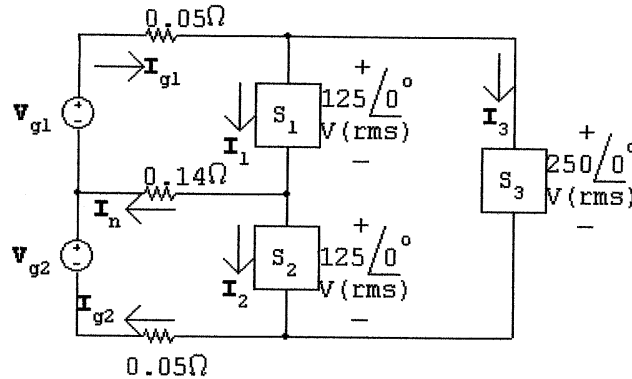 0.05Ω
I_g1
V_g1
+
S_1
125/0°
V(rms)
−
I_1
I_3
+
S_3
250/0°
V(rms)
−
0.14Ω
I_n
V_g2
+
S_2
125/0°
V(rms)
−
I_2
I_g2
0.05Ω